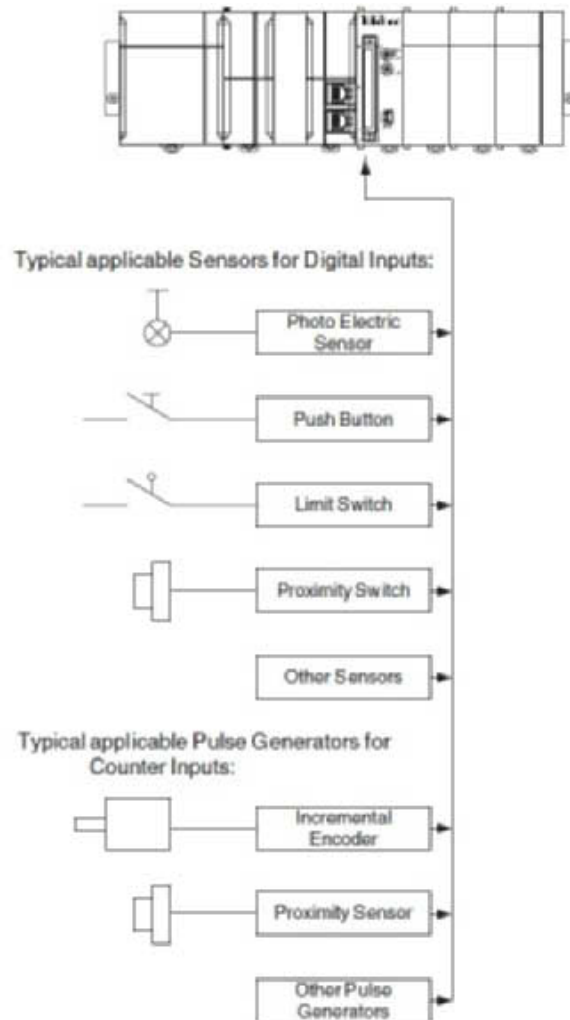 Typical applicable Sensors for Digital Inputs:
Photo Electric
Sensor
Push Button
Limit Switch
Proximity Switch
Other Sensors
Typical applicable Pulse Generators for
Counter Inputs:
Incremental
Encoder
Proximity Sensor
Other Pulse
Generators